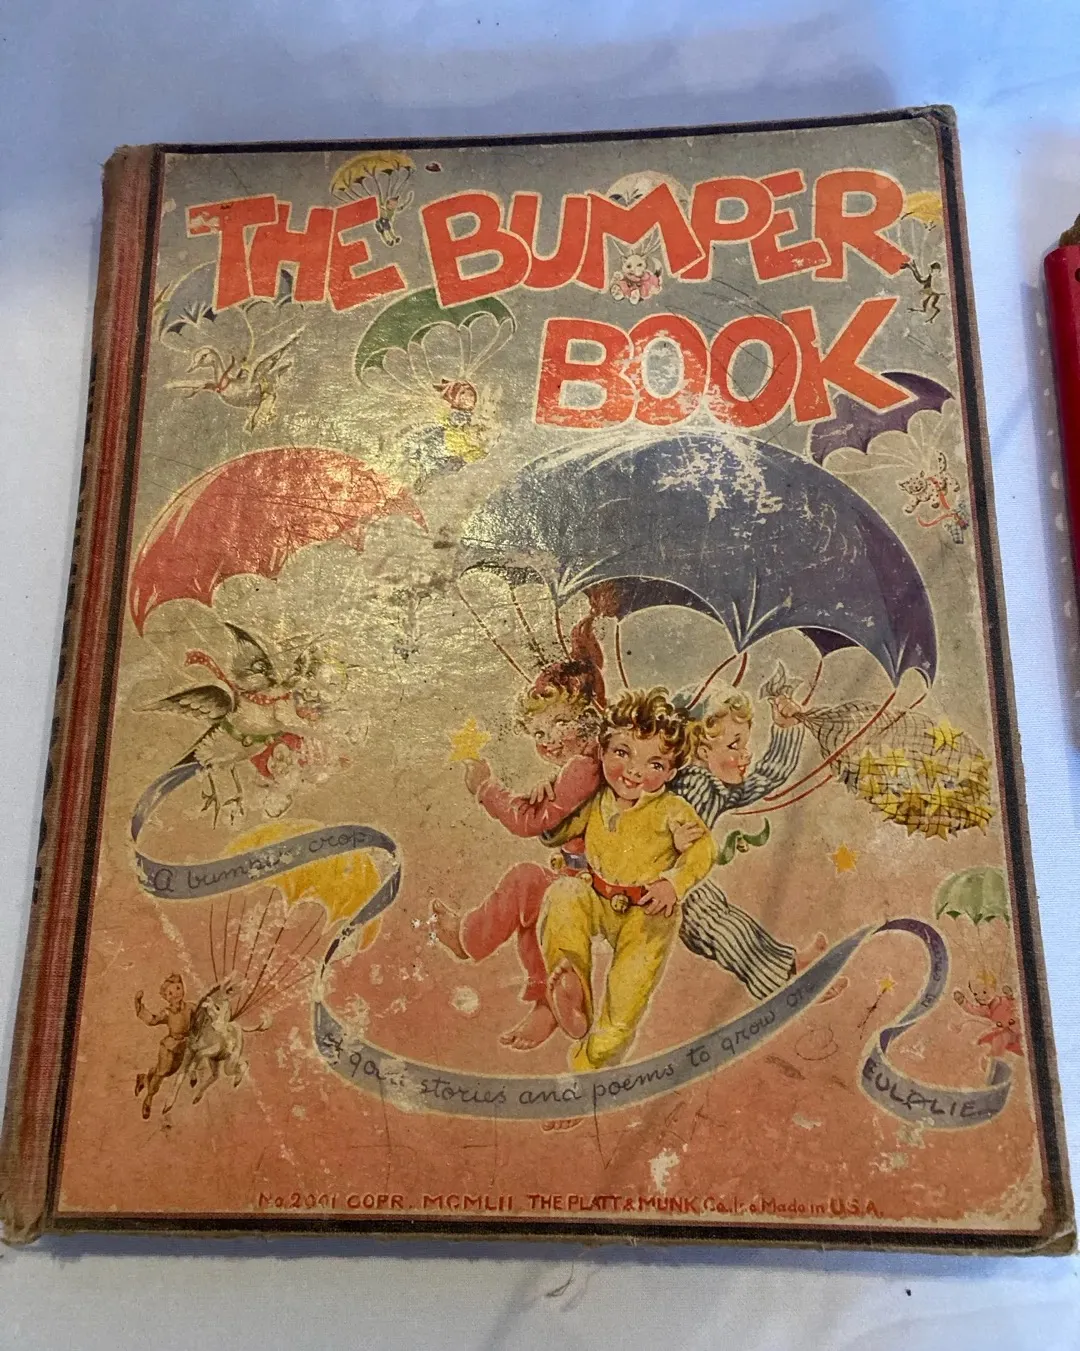 THE BUMPER
BOOK
A bumper crop
of good stories and poems to grow on
EULALIE
No. 2001 COPR. MCMLII THE PLATT & MUNK Co. Inc. Made in U.S.A.